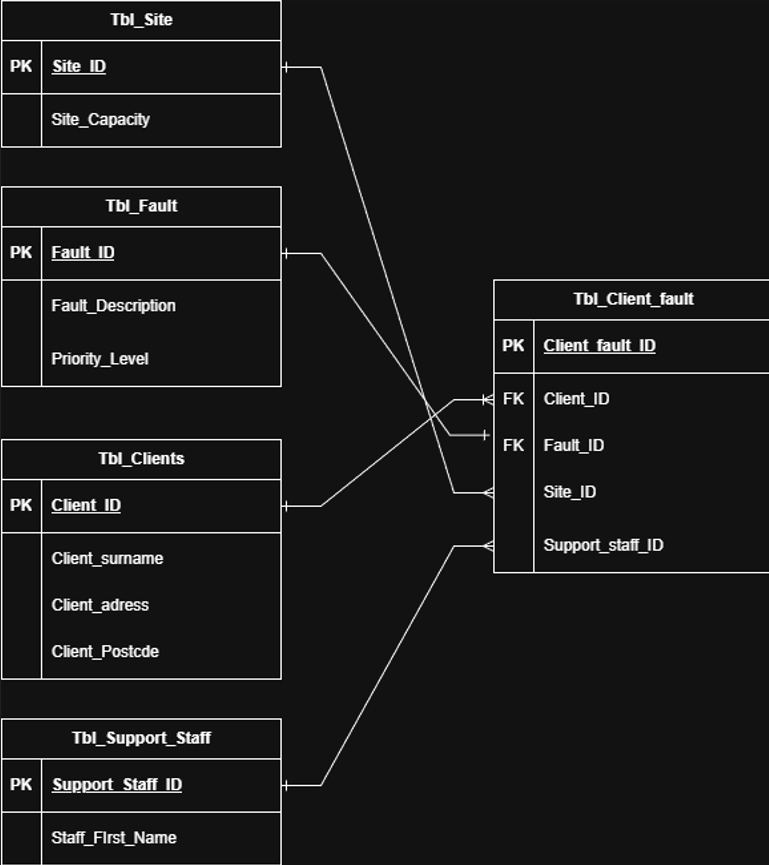 Tbl_Site
PK Site_ID
Site_Capacity
Tbl_Fault
PK Fault_ID
Fault_Description
Priority_Level
Tbl_Clients
PK Client_ID
Client_surname
Client_adress
Client_Postcde
Tbl_Support_Staff
PK Support_Staff_ID
Staff_FIrst_Name
Tbl_Client_fault
PK Client_fault_ID
FK Client_ID
FK Fault_ID
Site_ID
Support_staff_ID